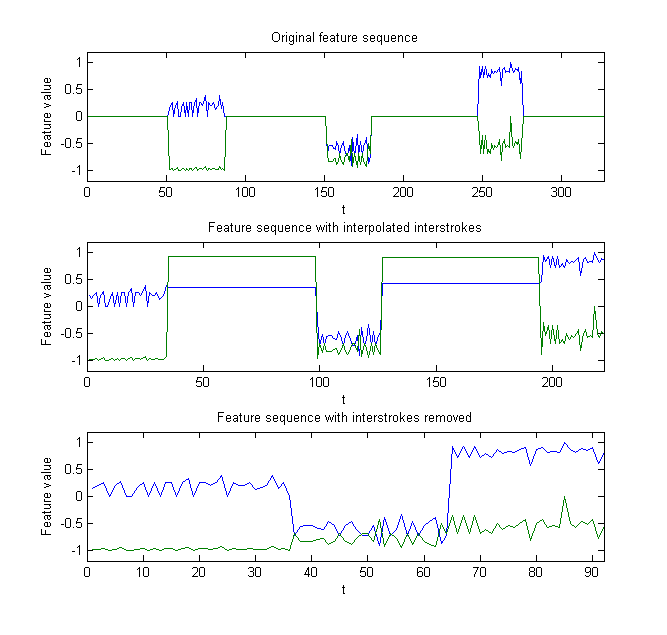 Original feature sequence
1
0.5
0
-0.5
-1
Feature value
0 50 100 150 200 250 300
t
Feature sequence with interpolated interstrokes
1
0.5
0
-0.5
-1
Feature value
0 50 100 150 200
t
Feature sequence with interstrokes removed
1
0.5
0
-0.5
-1
Feature value
0 10 20 30 40 50 60 70 80 90
t